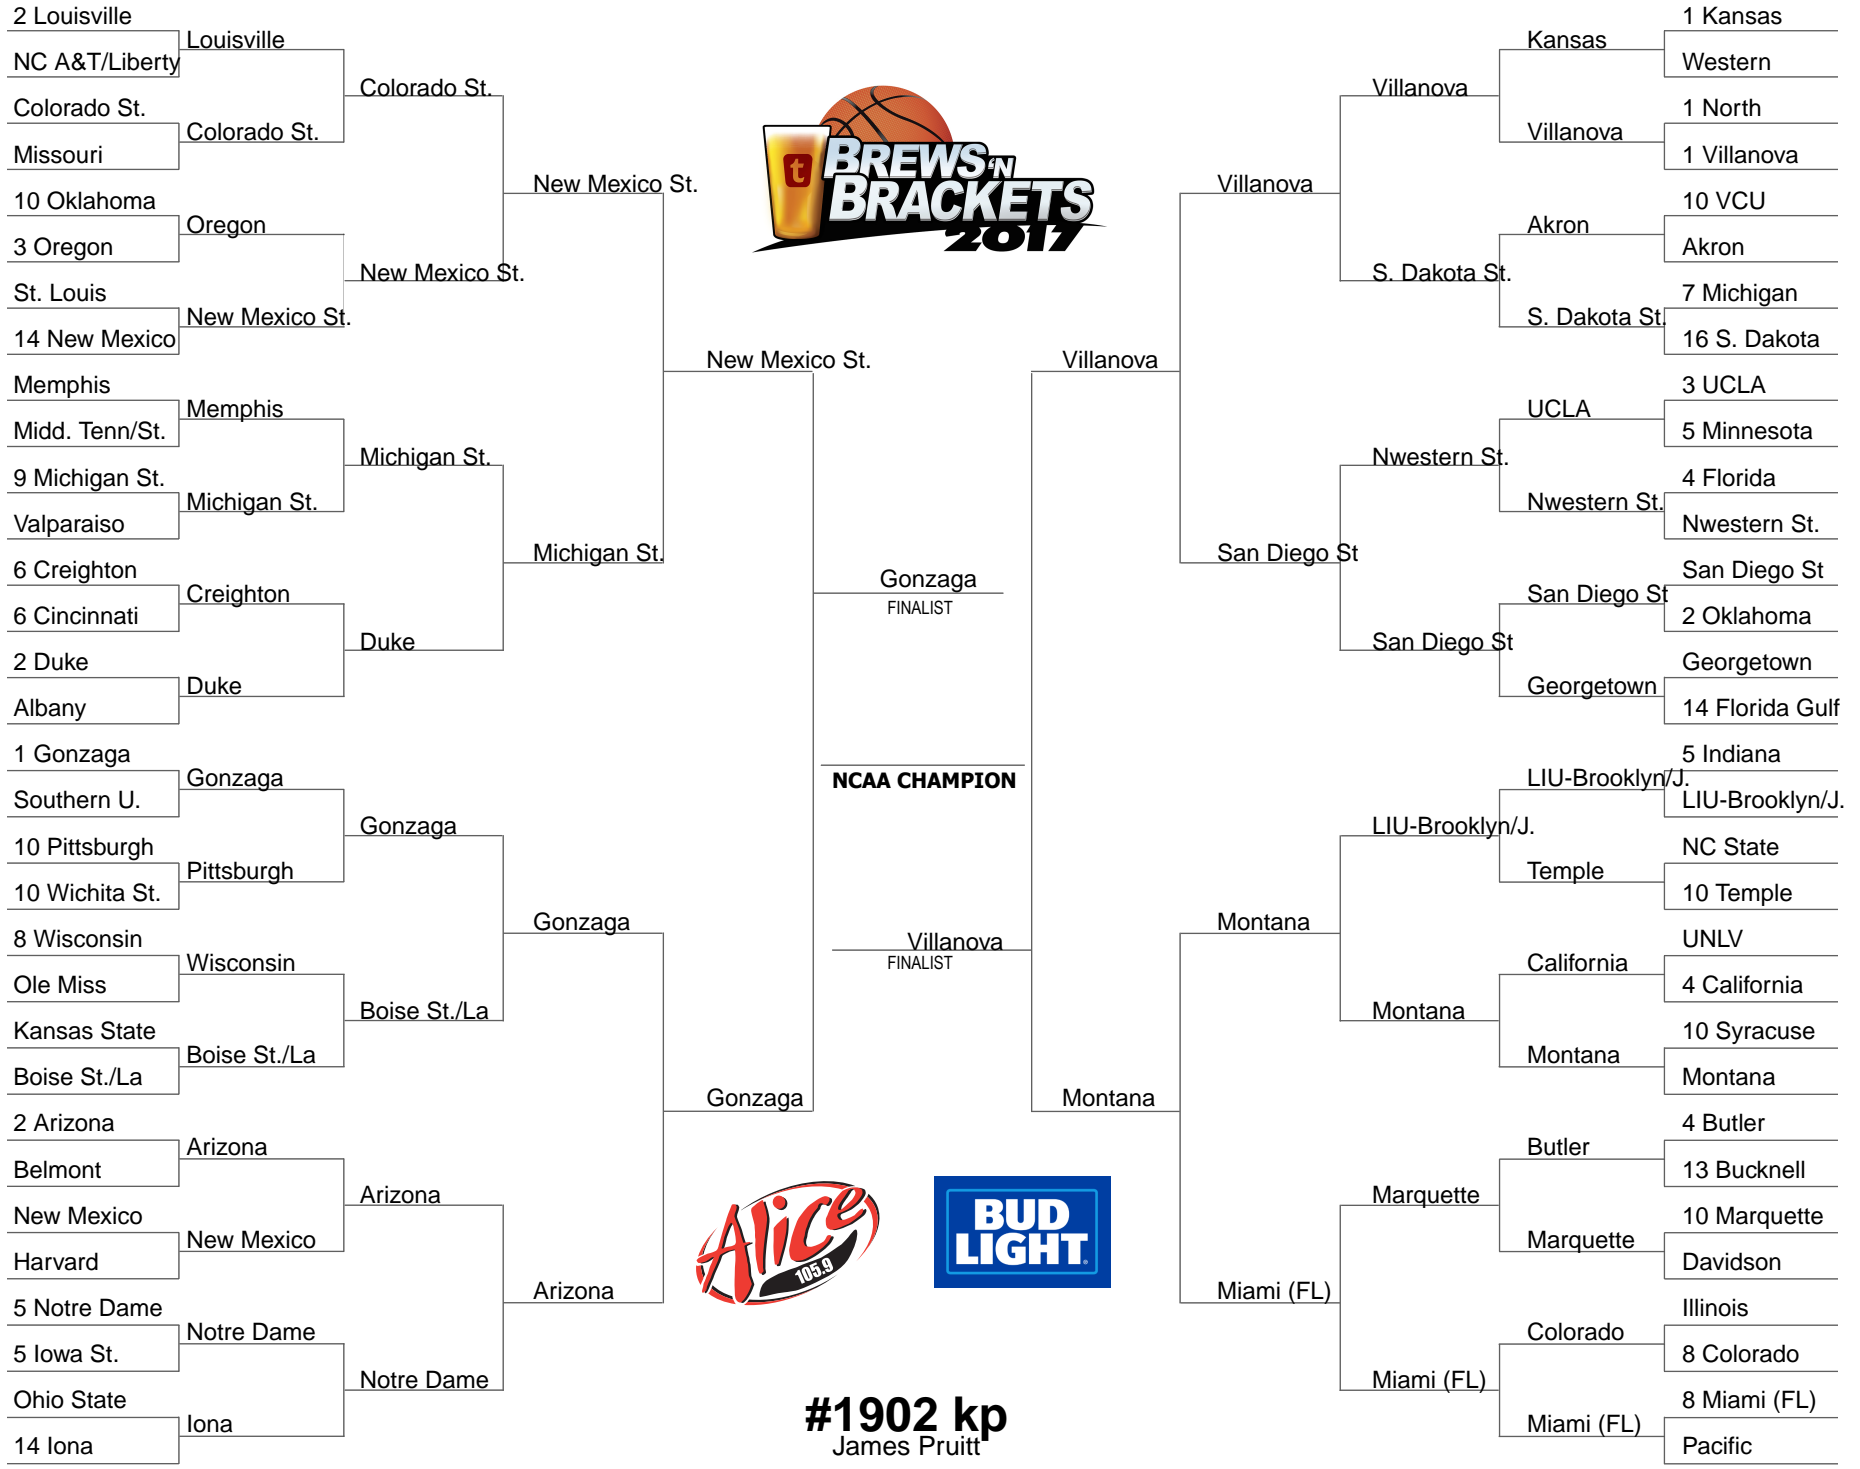 2 Louisville
NC A&T/Liberty
Colorado St.
Missouri
10 Oklahoma
3 Oregon
St. Louis
14 New Mexico
Memphis
Midd. Tenn/St.
9 Michigan St.
Valparaiso
6 Creighton
6 Cincinnati
2 Duke
Albany
1 Gonzaga
Southern U.
10 Pittsburgh
10 Wichita St.
8 Wisconsin
Ole Miss
Kansas State
Boise St./La
2 Arizona
Belmont
New Mexico
Harvard
5 Notre Dame
5 Iowa St.
Ohio State
14 Iona
Louisville
Colorado St.
Oregon
New Mexico St.
Memphis
Michigan St.
Creighton
Duke
Gonzaga
Pittsburgh
Wisconsin
Boise St./La
Arizona
New Mexico
Notre Dame
Iona
Colorado St.
New Mexico St.
Michigan St.
Duke
Gonzaga
Boise St./La
Arizona
Notre Dame
New Mexico St.
Michigan St.
Gonzaga
Arizona
New Mexico St.
Gonzaga
t
BREWS 'N
BRACKETS
2017
Gonzaga
FINALIST
NCAA CHAMPION
Villanova
FINALIST
Alice
105.9
BUD
LIGHT
#1902 kp
James Pruitt
Villanova
Montana
Villanova
San Diego St
Montana
Miami (FL)
Villanova
S. Dakota St.
Nwestern St.
San Diego St
LIU-Brooklyn/J.
Montana
Marquette
Miami (FL)
Kansas
Villanova
Akron
S. Dakota St.
UCLA
Nwestern St.
San Diego St
Georgetown
LIU-Brooklyn/J.
Temple
California
Montana
Butler
Marquette
Colorado
Miami (FL)
1 Kansas
Western
1 North
1 Villanova
10 VCU
Akron
7 Michigan
16 S. Dakota
3 UCLA
5 Minnesota
4 Florida
Nwestern St.
San Diego St
2 Oklahoma
Georgetown
14 Florida Gulf
5 Indiana
LIU-Brooklyn/J.
NC State
10 Temple
UNLV
4 California
10 Syracuse
Montana
4 Butler
13 Bucknell
10 Marquette
Davidson
Illinois
8 Colorado
8 Miami (FL)
Pacific